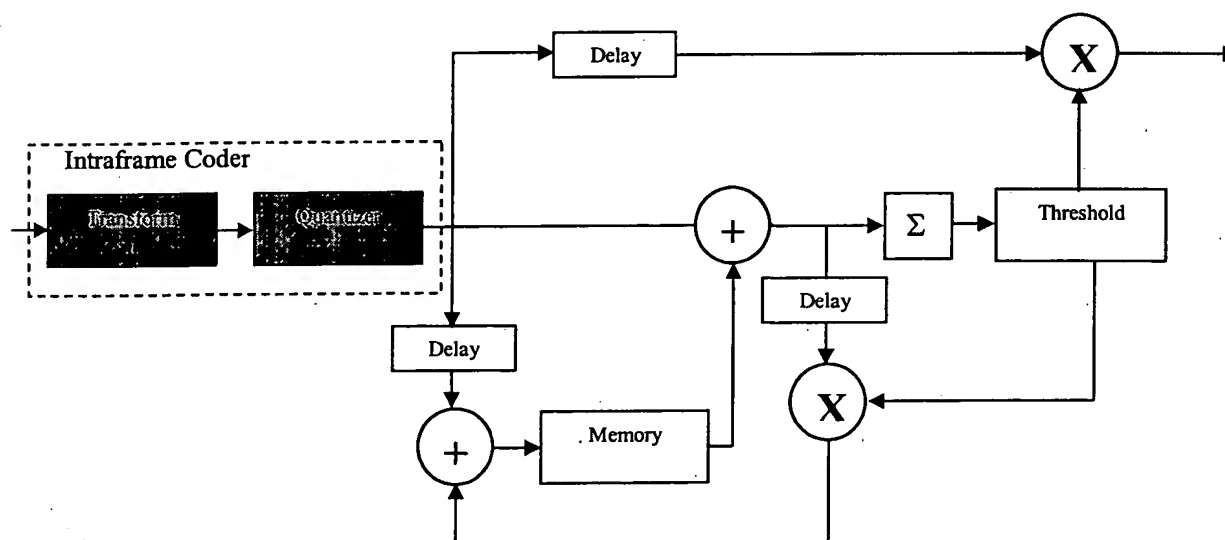 Delay
X
Intraframe Coder
Transform
Quantizer
+
Σ
Threshold
Delay
Delay
X
+
Memory